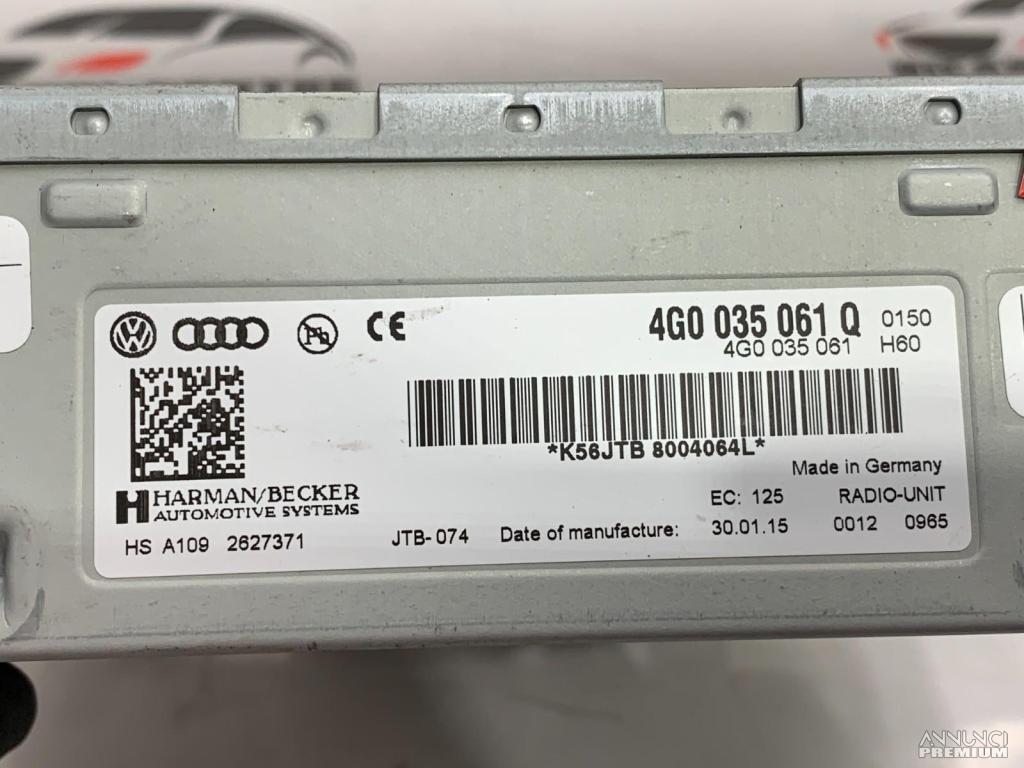 CE
4G0 035 061 Q 0150
4G0 035 061 H60
*K56JTB 8004064L*
Made in Germany
HARMAN/BECKER
AUTOMOTIVE SYSTEMS
EC: 125 RADIO-UNIT
HS A109 2627371 JTB-074 Date of manufacture: 30.01.15 0012 0965
ANNUNCI
PREMIUM